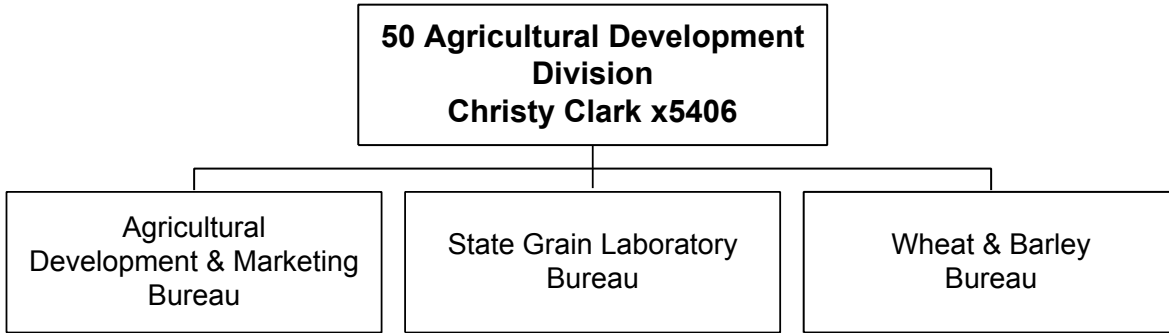 50 Agricultural Development
Division
Christy Clark x5406
Agricultural
Development & Marketing
Bureau
State Grain Laboratory
Bureau
Wheat & Barley
Bureau